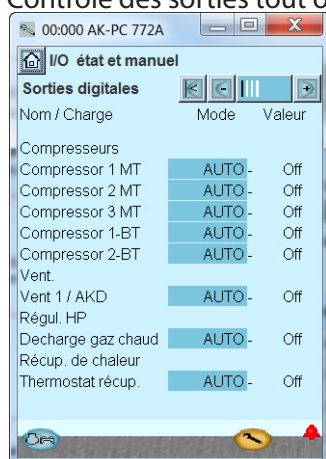 Contrôle des sorties tout o
00:000 AK-PC 772A
I/O état et manuel
Sorties digitales
Nom / Charge Mode Valeur
Compresseurs
Compressor 1 MT AUTO - Off
Compressor 2 MT AUTO - Off
Compressor 3 MT AUTO - Off
Compressor 1-BT AUTO - Off
Compressor 2-BT AUTO - Off
Vent.
Vent 1 / AKD AUTO - Off
Régul. HP
Decharge gaz chaud AUTO - Off
Récup. de chaleur
Thermostat récup. AUTO - Off